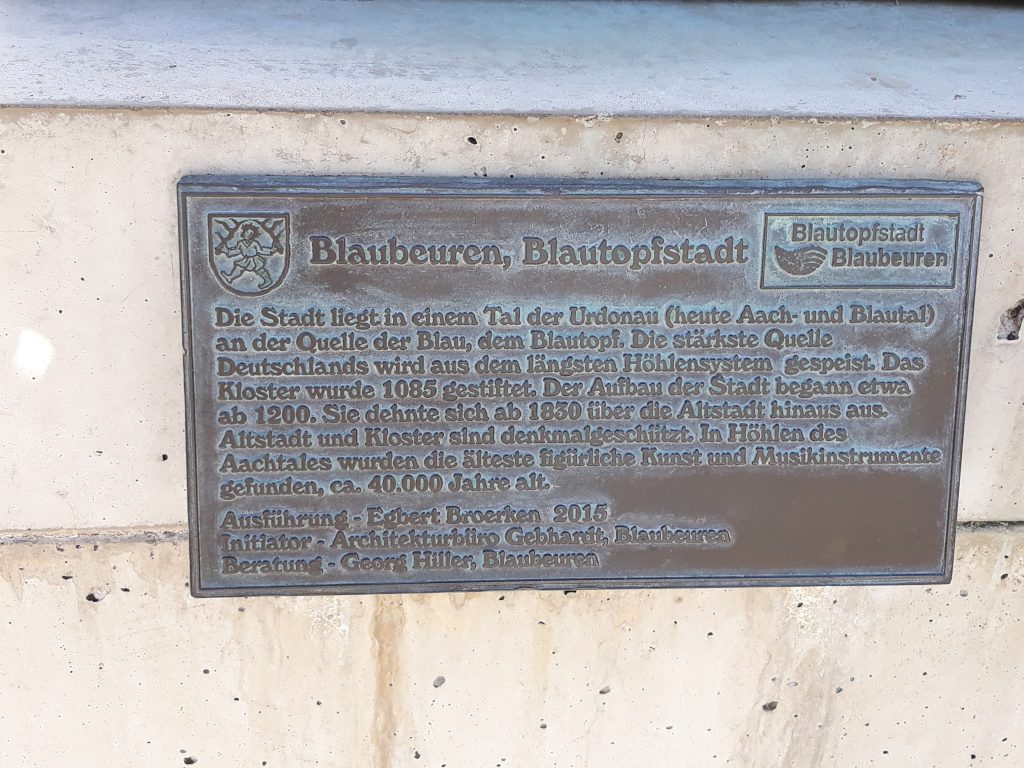 Blaubeuren, Blautopfstadt
Blautopfstadt
Blaubeuren
Die Stadt liegt in einem Tal der Urdonau (heute Aach- und Blautal)
an der Quelle der Blau, dem Blautopf. Die stärkste Quelle
Deutschlands wird aus dem längsten Höhlensystem gespeist. Das
Kloster wurde 1085 gestiftet. Der Aufbau der Stadt begann etwa
ab 1200. Sie dehnte sich ab 1830 über die Altstadt hinaus aus.
Altstadt und Kloster sind denkmalgeschützt. In Höhlen des
Aachtales wurden die älteste figürliche Kunst und Musikinstrumente
gefunden, ca. 40.000 Jahre alt.
Ausführung - Egbert Broerken 2015
Initiator - Architekturbüro Gebhardt, Blaubeuren
Beratung - Georg Hiller, Blaubeuren